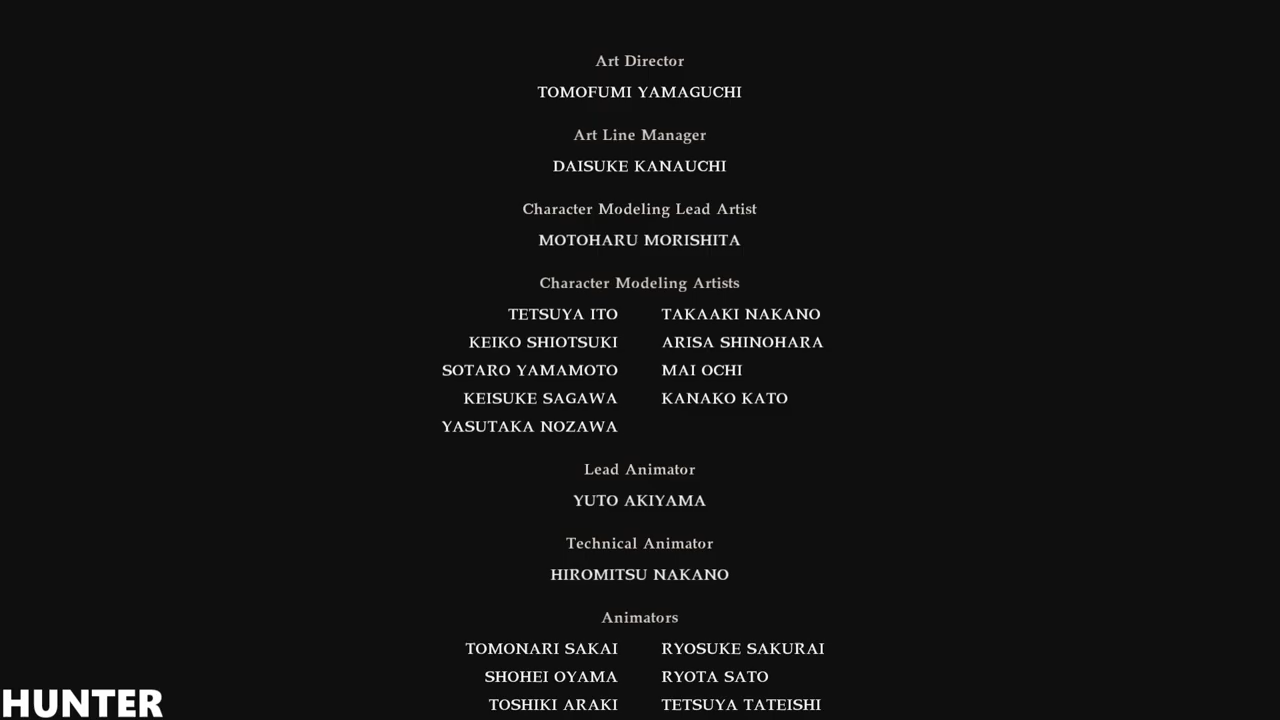 Art Director
TOMOFUMI YAMAGUCHI
Art Line Manager
DAISUKE KANAUCHI
Character Modeling Lead Artist
MOTOHARU MORISHITA
Character Modeling Artists
TETSUYA ITO TAKAAKI NAKANO
KEIKO SHIOTSUKI ARISA SHINOHARA
SOTARO YAMAMOTO MAI OCHI
KEISUKE SAGAWA KANAKO KATO
YASUTAKA NOZAWA
Lead Animator
YUTO AKIYAMA
Technical Animator
HIROMITSU NAKANO
Animators
TOMONARI SAKAI RYOSUKE SAKURAI
SHOHEI OYAMA RYOTA SATO
TOSHIKI ARAKI TETSUYA TATEISHI
HUNTER